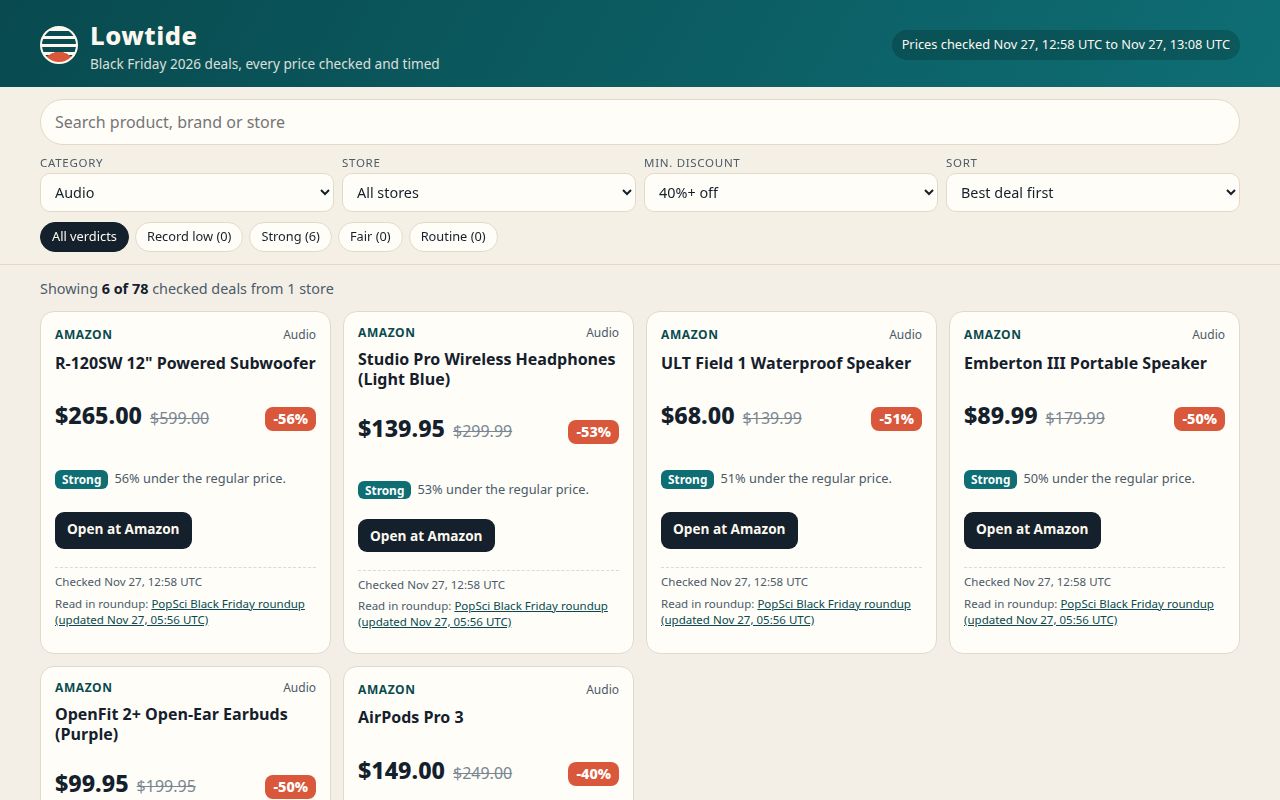 Lowtide
Black Friday 2026 deals, every price checked and timed
Prices checked Nov 27, 12:58 UTC to Nov 27, 13:08 UTC
Search product, brand or store
CATEGORY
Audio
STORE
All stores
MIN. DISCOUNT
40%+ off
SORT
Best deal first
All verdicts
Record low (0)
Strong (6)
Fair (0)
Routine (0)
Showing 6 of 78 checked deals from 1 store
AMAZON Audio
R-120SW 12" Powered Subwoofer
$265.00 $599.00 -56%
Strong 56% under the regular price.
Open at Amazon
Checked Nov 27, 12:58 UTC
Read in roundup: PopSci Black Friday roundup
(updated Nov 27, 05:56 UTC)
AMAZON Audio
Studio Pro Wireless Headphones
(Light Blue)
$139.95 $299.99 -53%
Strong 53% under the regular price.
Open at Amazon
Checked Nov 27, 12:58 UTC
Read in roundup: PopSci Black Friday roundup
(updated Nov 27, 05:56 UTC)
AMAZON Audio
ULT Field 1 Waterproof Speaker
$68.00 $139.99 -51%
Strong 51% under the regular price.
Open at Amazon
Checked Nov 27, 12:58 UTC
Read in roundup: PopSci Black Friday roundup
(updated Nov 27, 05:56 UTC)
AMAZON Audio
Emberton III Portable Speaker
$89.99 $179.99 -50%
Strong 50% under the regular price.
Open at Amazon
Checked Nov 27, 12:58 UTC
Read in roundup: PopSci Black Friday roundup
(updated Nov 27, 05:56 UTC)
AMAZON Audio
OpenFit 2+ Open-Ear Earbuds
(Purple)
$99.95 $199.95 -50%
AMAZON Audio
AirPods Pro 3
$149.00 $249.00 -40%